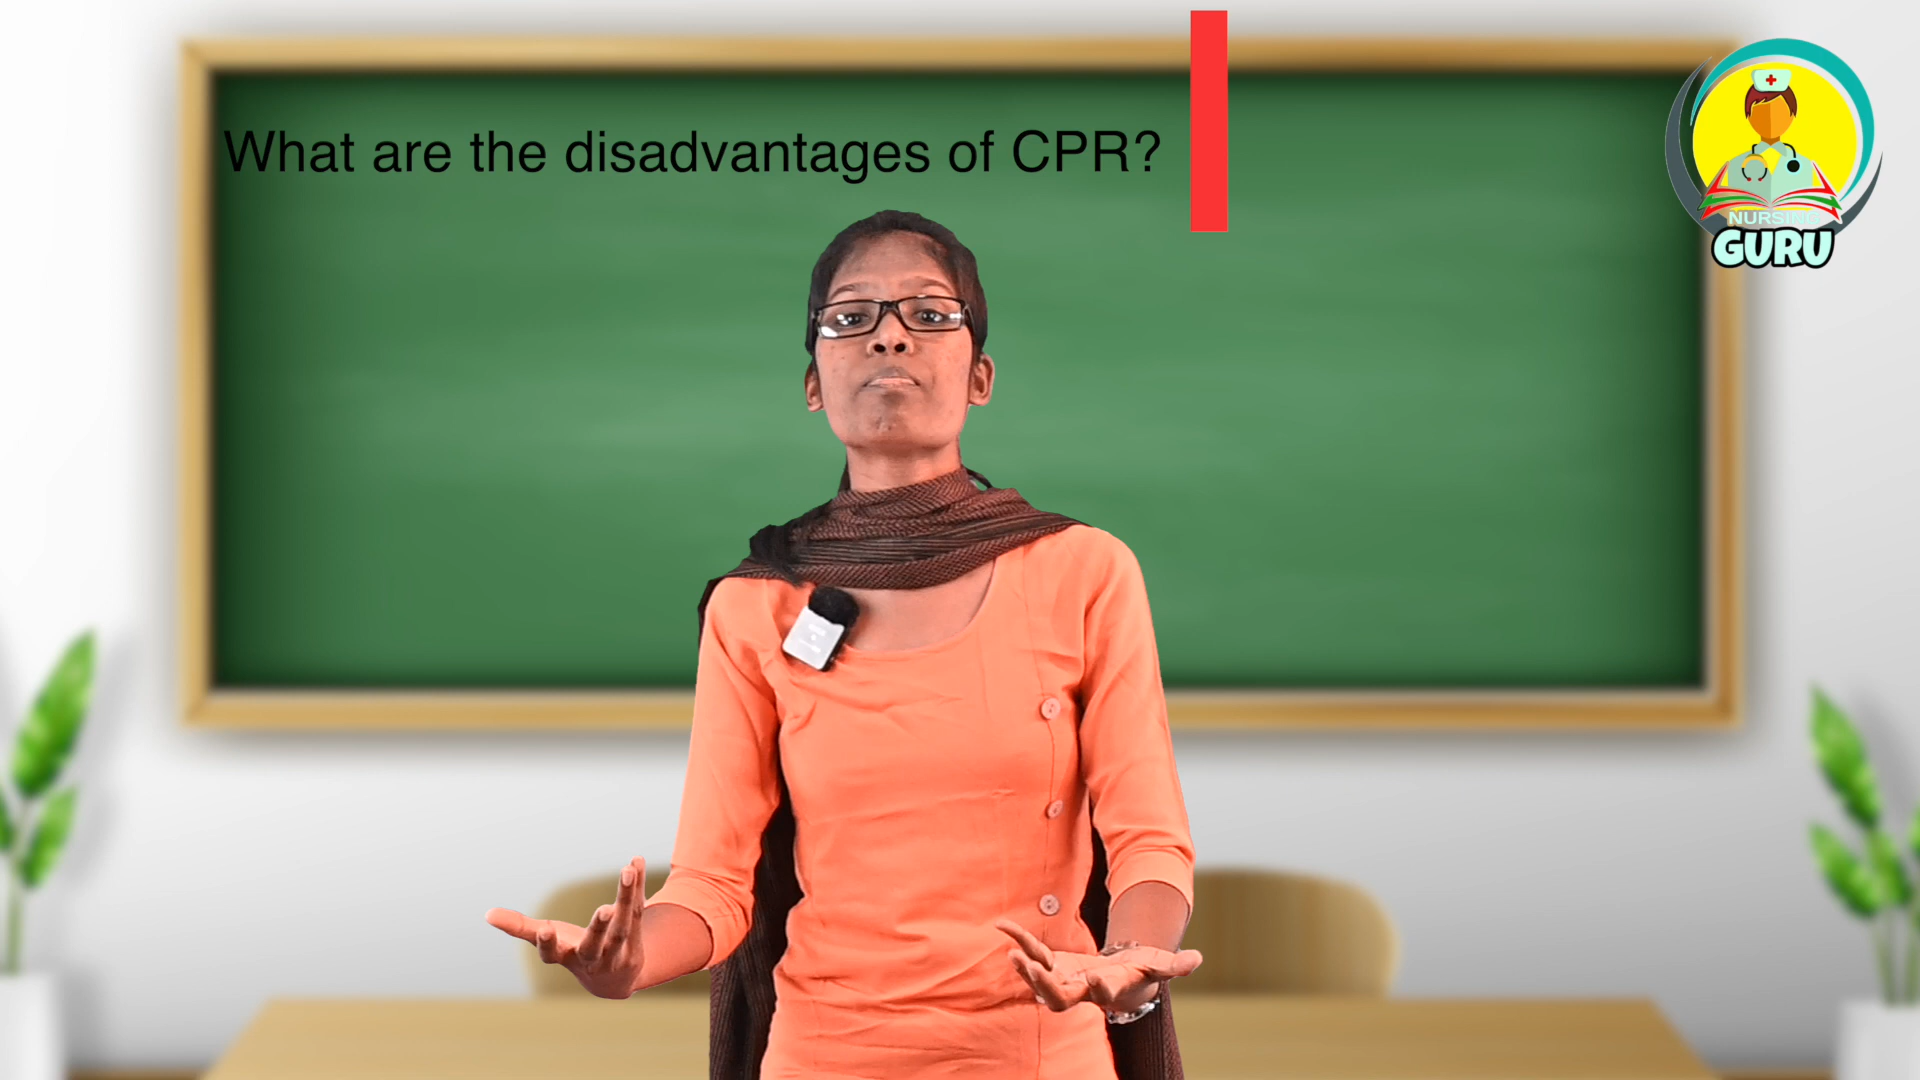 What are the disadvantages of CPR?
NURSING
GURU